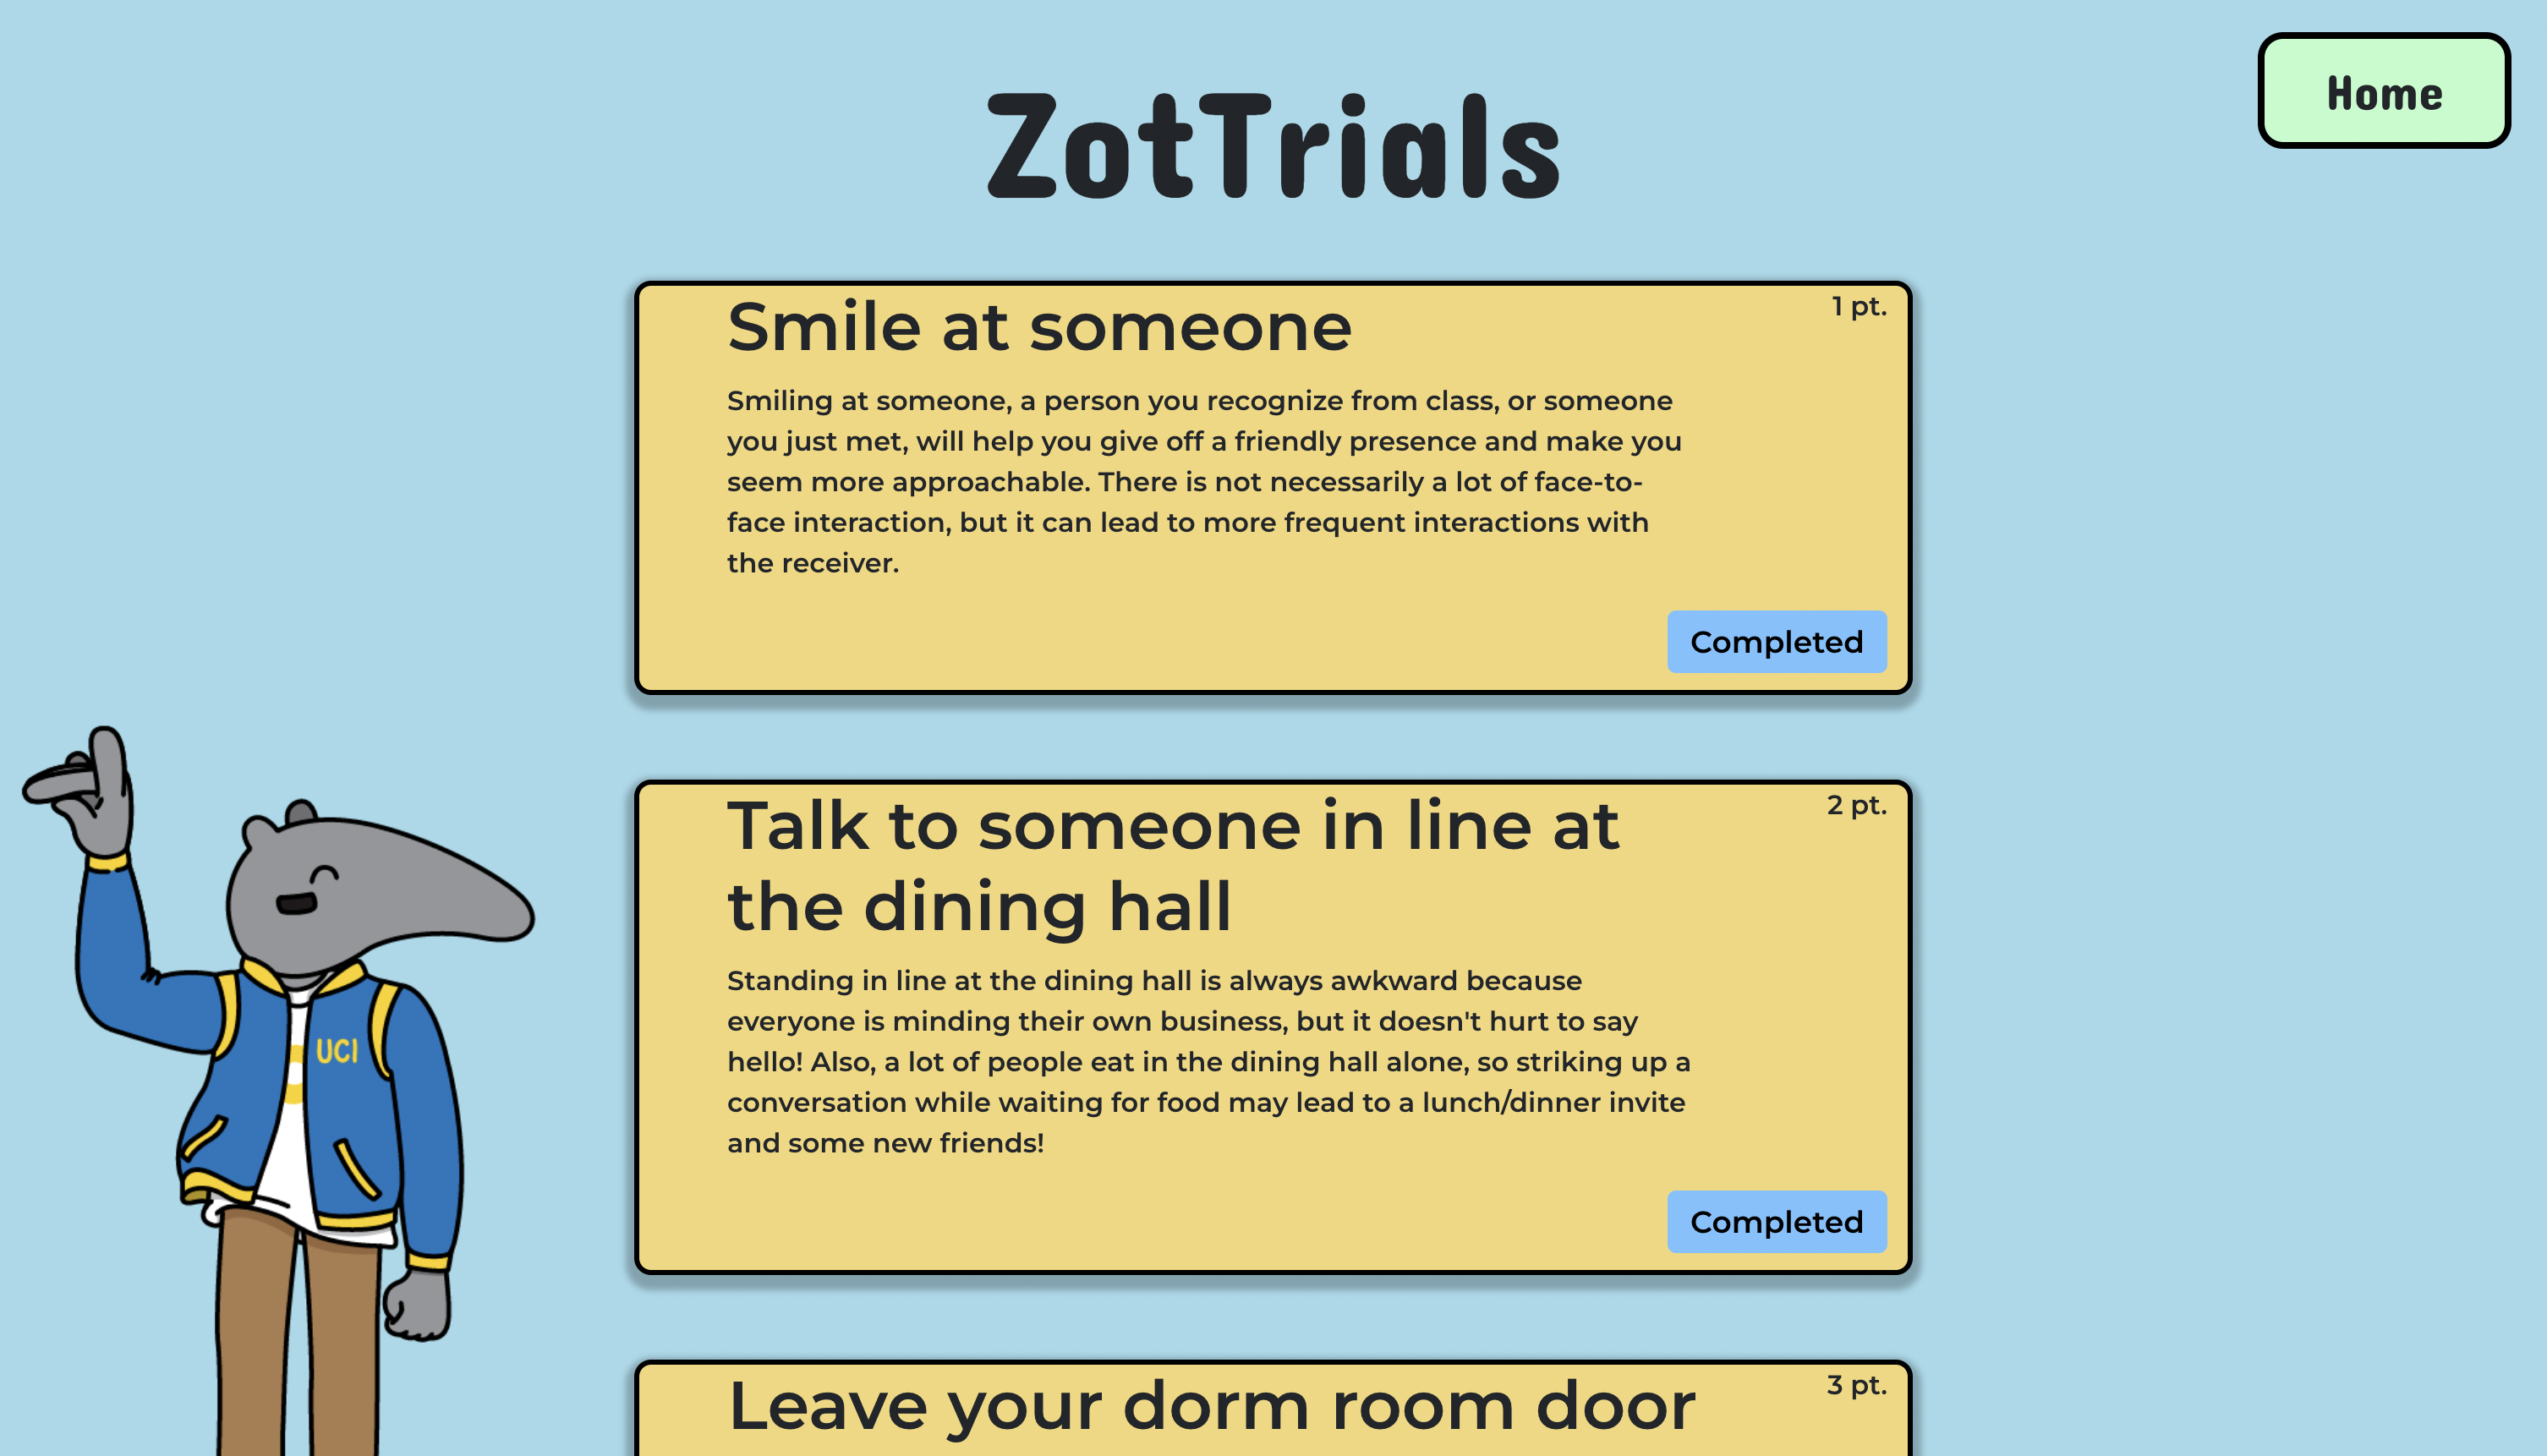 Home
ZotTrials
Smile at someone
1 pt.
Smiling at someone, a person you recognize from class, or someone
you just met, will help you give off a friendly presence and make you
seem more approachable. There is not necessarily a lot of face-to-
face interaction, but it can lead to more frequent interactions with
the receiver.
Completed
Talk to someone in line at
the dining hall
2 pt.
Standing in line at the dining hall is always awkward because
everyone is minding their own business, but it doesn't hurt to say
hello! Also, a lot of people eat in the dining hall alone, so striking up a
conversation while waiting for food may lead to a lunch/dinner invite
and some new friends!
Completed
UCI
Leave your dorm room door
3 pt.